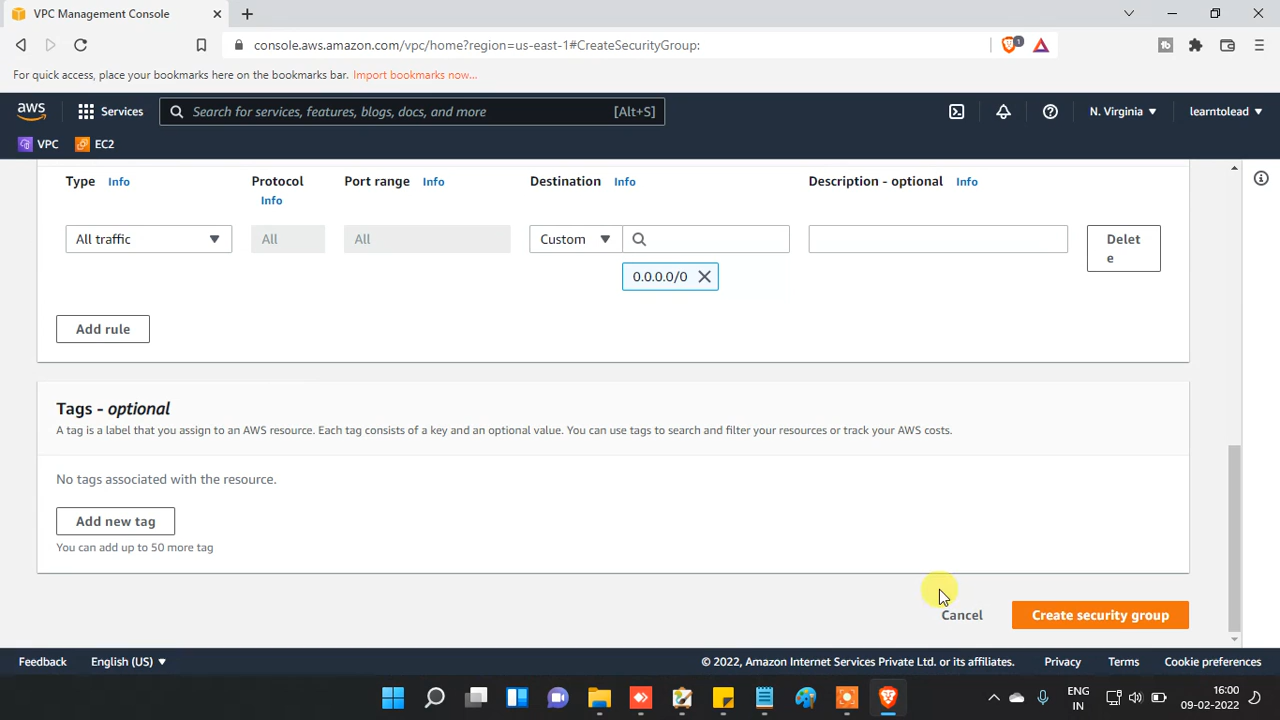 VPC Management Console
console.aws.amazon.com/vpc/home?region=us-east-1#CreateSecurityGroup:
1
For quick access, place your bookmarks here on the bookmarks bar. Import bookmarks now...
aws Services Search for services, features, blogs, docs, and more [Alt+S] N. Virginia learntolead
VPC EC2
Type Info Protocol Info Port range Info Destination Info Description - optional Info
All traffic All All Custom Delete
0.0.0.0/0
Add rule
Tags - optional
A tag is a label that you assign to an AWS resource. Each tag consists of a key and an optional value. You can use tags to search and filter your resources or track your AWS costs.
No tags associated with the resource.
Add new tag
You can add up to 50 more tag
Cancel Create security group
Feedback English (US) © 2022, Amazon Internet Services Private Ltd. or its affiliates. Privacy Terms Cookie preferences
ENG 16:00
IN 09-02-2022